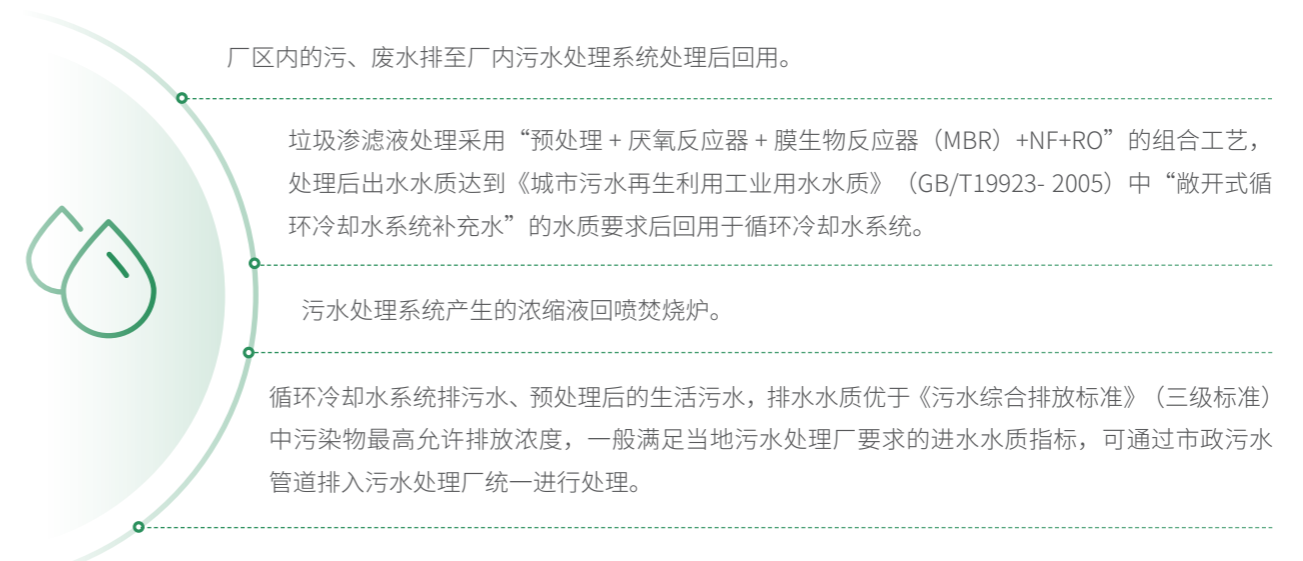 厂区内的污、废水排至厂内污水处理系统处理后回用。
垃圾渗滤液处理采用“预处理 + 厌氧反应器 + 膜生物反应器（MBR）+NF+RO”的组合工艺，
处理后出水水质达到《城市污水再生利用工业用水水质》（GB/T19923- 2005）中“敞开式循
环冷却水系统补充水”的水质要求后回用于循环冷却水系统。
污水处理系统产生的浓缩液回喷焚烧炉。
循环冷却水系统排污水、预处理后的生活污水，排水水质优于《污水综合排放标准》（三级标准）
中污染物最高允许排放浓度，一般满足当地污水处理厂要求的进水水质指标，可通过市政污水
管道排入污水处理厂统一进行处理。